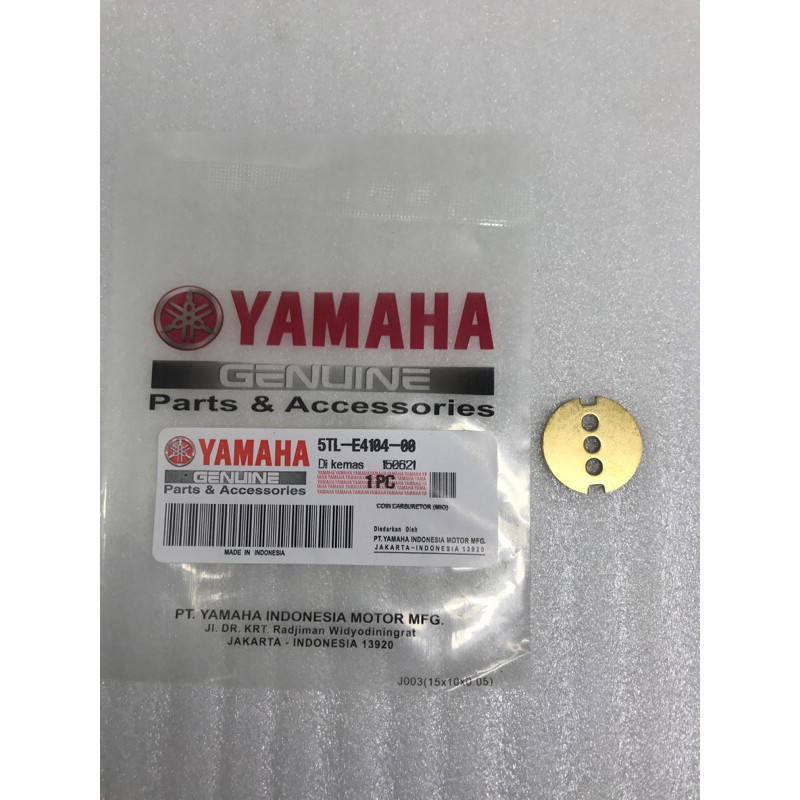 YAMAHA
GENUINE
Parts & Accessories
YAMAHA
GENUINE
Parts & Accessories
5TL-E4104-00
Di kemas 150621
1 PC
COIN CARBURETOR (MIO)
Diedarkan Oleh
PT. YAMAHA INDONESIA MOTOR MFG.
JAKARTA-INDONESIA 13920
MADE IN INDONESIA
PT. YAMAHA INDONESIA MOTOR MFG.
Jl. DR. KRT. Radjiman Widyodiningrat
JAKARTA - INDONESIA 13920
J003(15x10x0.05)